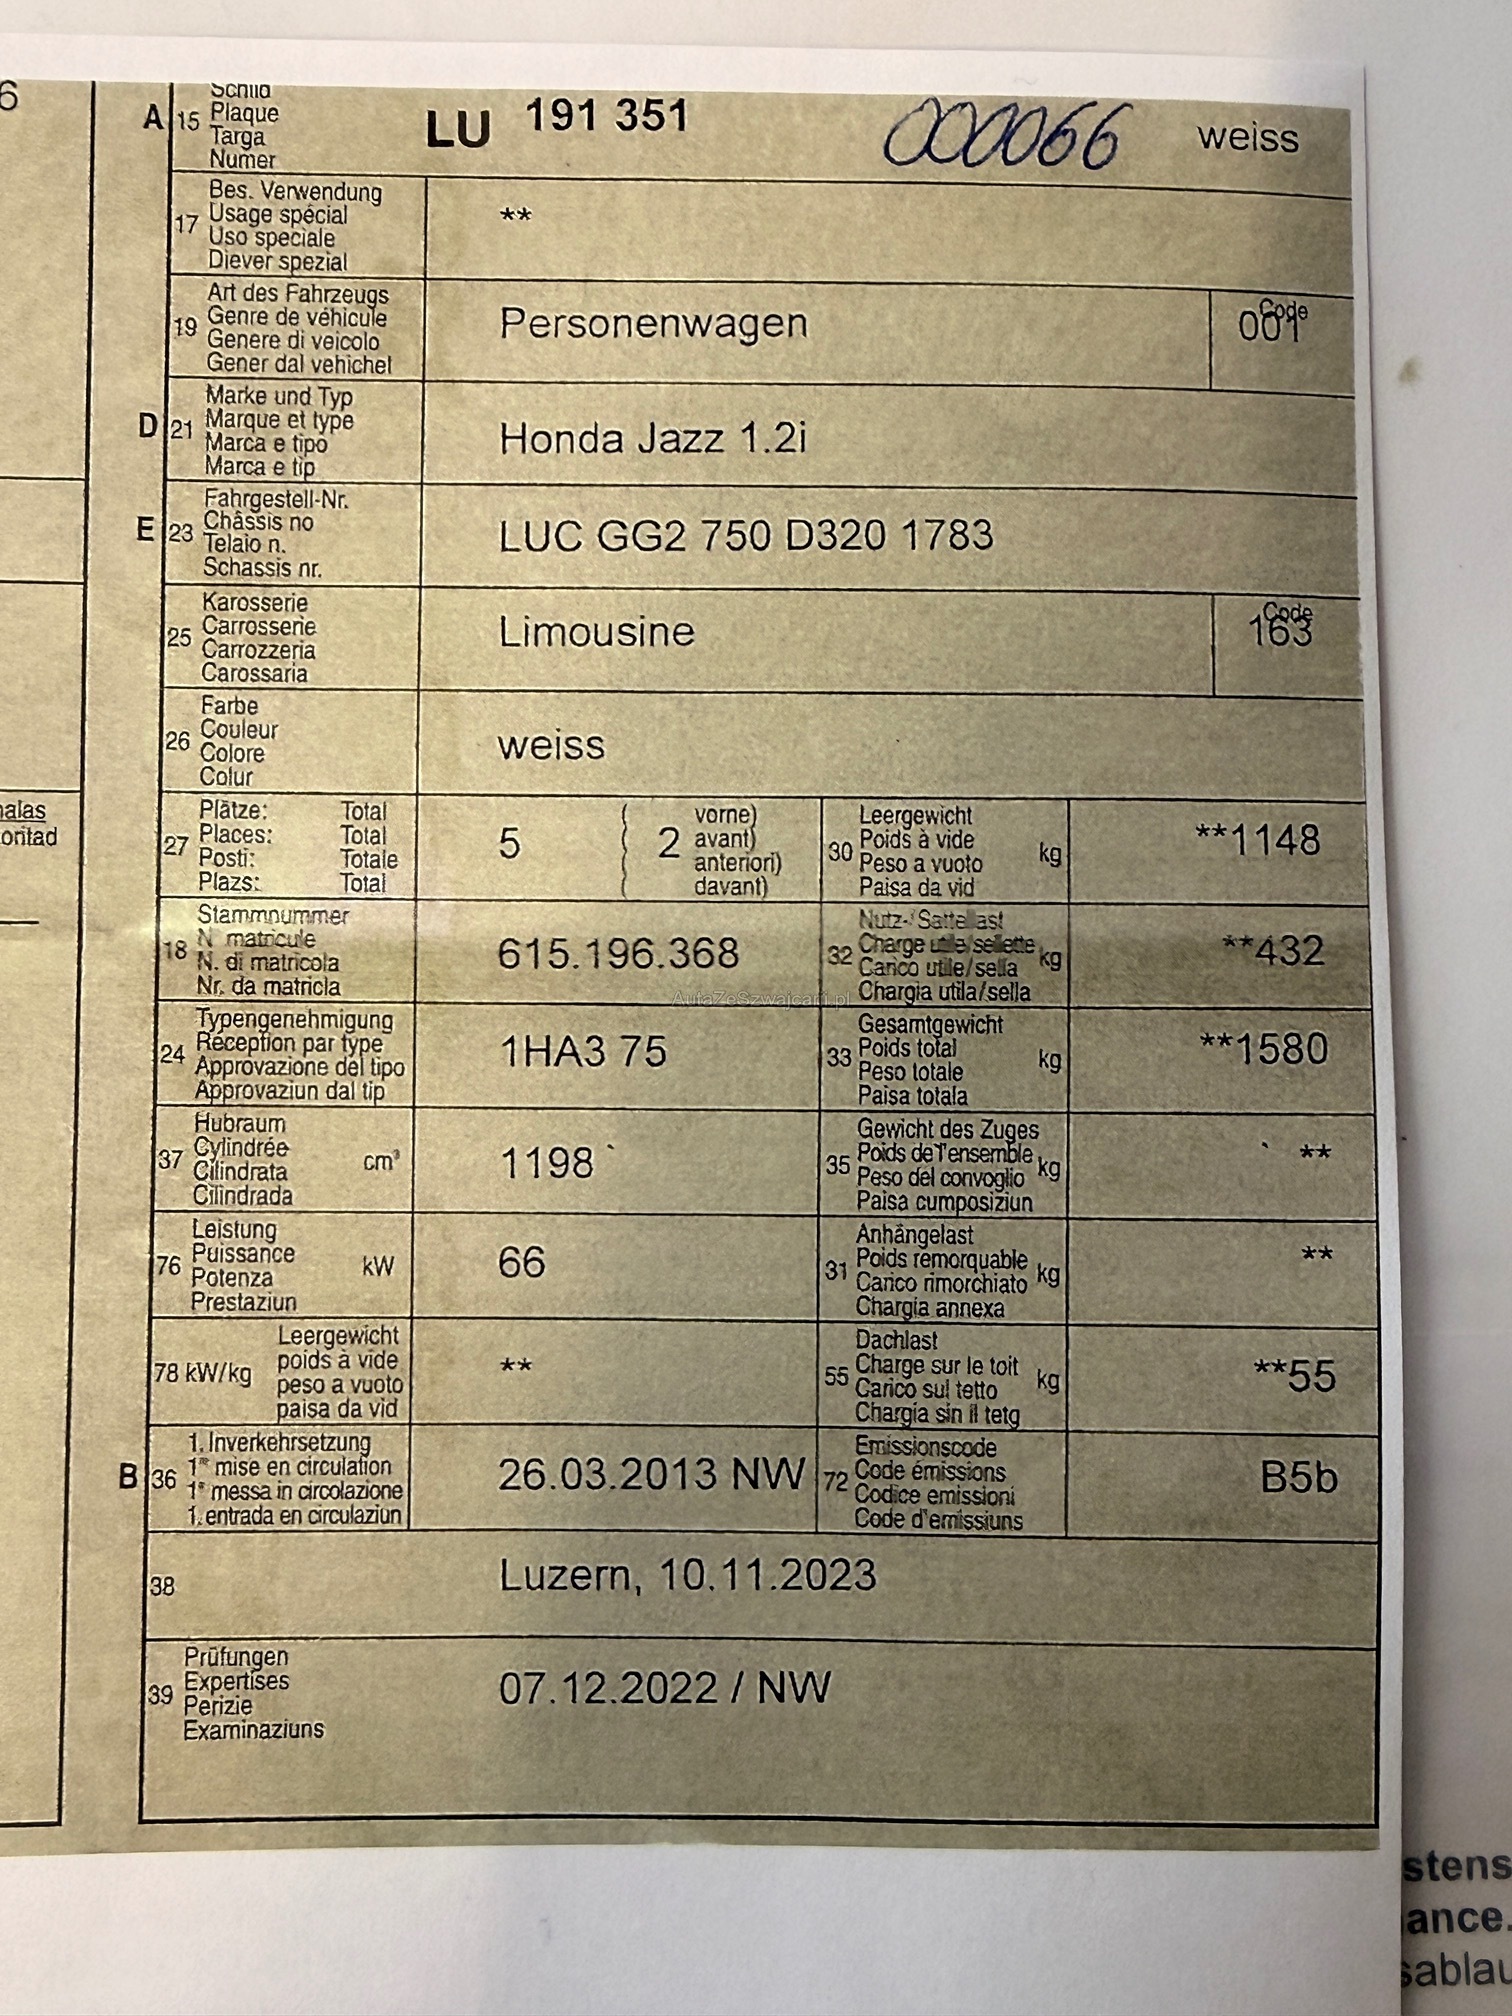 6
A 15 Schild
Plaque
Targa
Numer
LU 191 351 000066 weiss
17 Bes. Verwendung
Usage spécial
Uso speciale
Diever spezial
**
19 Art des Fahrzeugs
Genre de véhicule
Genere di veicolo
Gener dal vehichel
Personenwagen
Code
001
D 21 Marke und Typ
Marque et type
Marca e tipo
Marca e tip
Honda Jazz 1.2i
E 23 Fahrgestell-Nr.
Châssis no
Telaio n.
Schassis nr.
LUC GG2 750 D320 1783
25 Karosserie
Carrosserie
Carrozzeria
Carossaria
Limousine
Code
163
26 Farbe
Couleur
Colore
Colur
weiss
nalas
oritad
27 Plätze: Total
Places: Total
Posti: Totale
Plazs: Total
5 ( 2 vorne)
( avant)
( anteriori)
( davant)
30 Leergewicht
Poids à vide
Peso a vuoto
Paisa da vid
kg
**1148
18 Stammnummer
N matricule
N. di matricola
Nr. da matricla
615.196.368
32 Nutz-/Sattellast
Charge utile/sellette
Carico utile/sella
Chargia utila/sella
kg
**432
AutaZeSzwajcarii.pl
24 Typengenehmigung
Réception par type
Approvazione del tipo
Approvaziun dal tip
1HA3 75
33 Gesamtgewicht
Poids total
Peso totale
Paisa totala
kg
**1580
37 Hubraum
Cylindrée
Cilindrata
Cilindrada
cm³
1198
35 Gewicht des Zuges
Poids de l'ensemble
Peso del convoglio
Paisa cumposiziun
kg
**
76 Leistung
Puissance
Potenza
Prestaziun
kW
66
31 Anhängelast
Poids remorquable
Carico rimorchiato
Chargia annexa
kg
**
78 kW/kg Leergewicht
poids à vide
peso a vuoto
paisa da vid
**
55 Dachlast
Charge sur le toit
Carico sul tetto
Chargia sin il tetg
kg
**55
B 36 1. Inverkehrsetzung
1re mise en circulation
1a messa in circolazione
1. entrada en circulaziun
26.03.2013 NW
72 Emissionscode
Code émissions
Codice emissioni
Code d'emissiuns
B5b
38 Luzern, 10.11.2023
39 Prüfungen
Expertises
Perizie
Examinaziuns
07.12.2022 / NW
stens
ance.
sablau